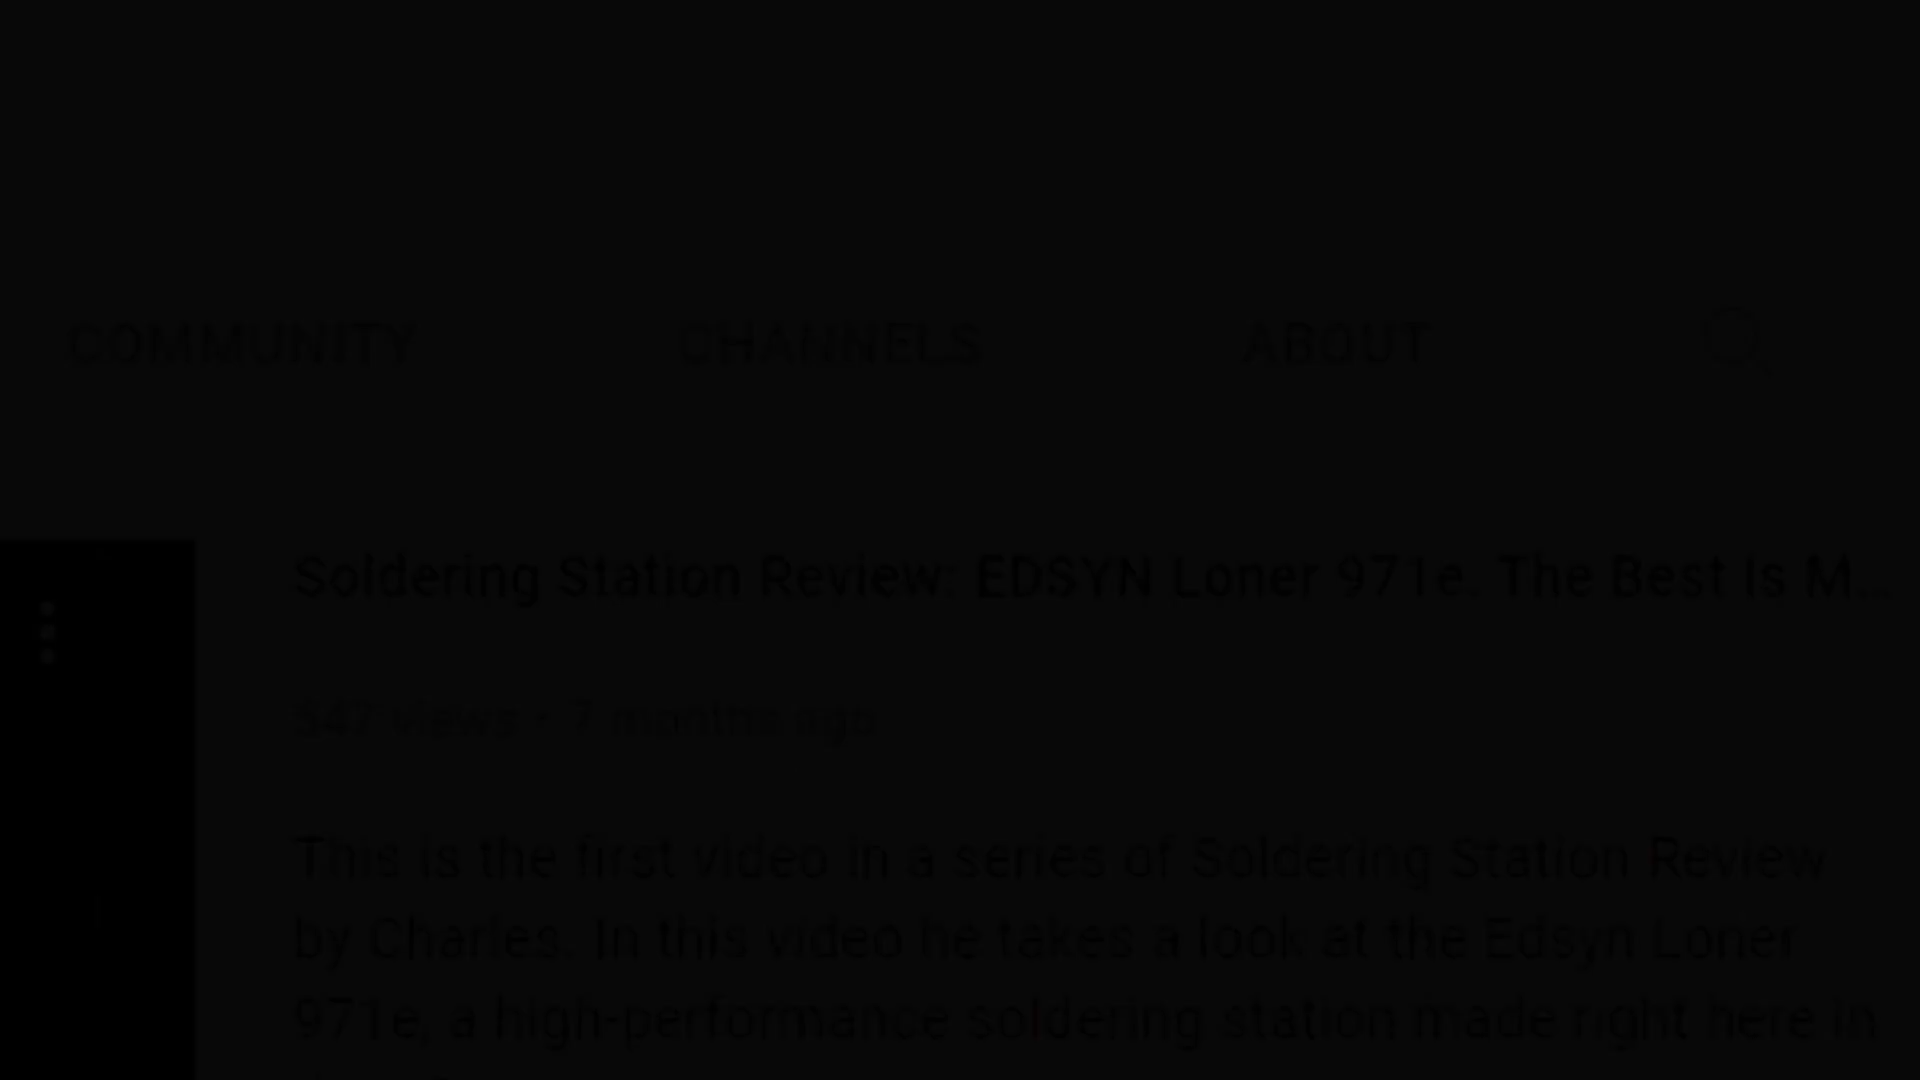 COMMUNITY CHANNELS ABOUT
Soldering Station Review: EDSYN Loner 971e. The Best Is M...
547 views · 7 months ago
This is the first video in a series of Soldering Station Review
by Charles. In this video he takes a look at the Edsyn Loner
971e, a high-performance soldering station made right here in